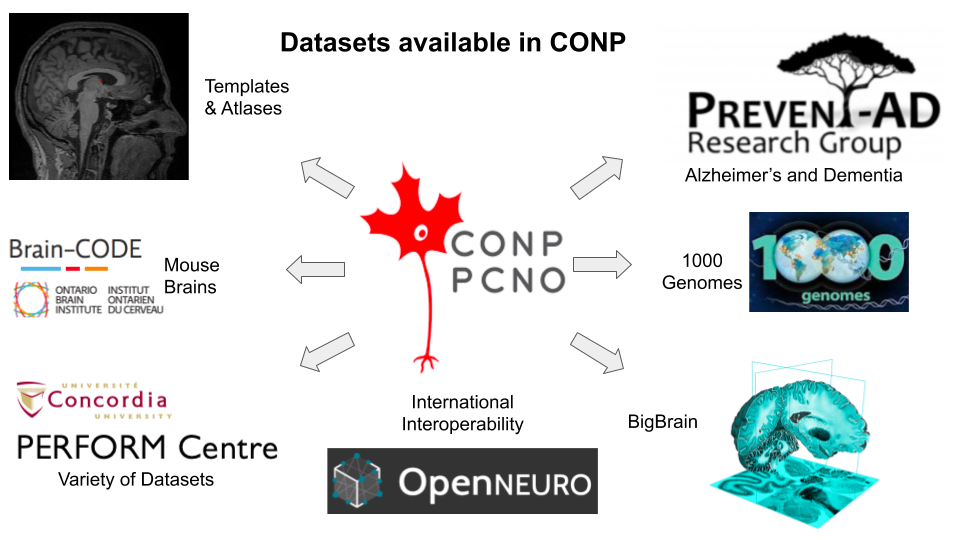 Datasets available in CONP
Templates
& Atlases
PREVENT-AD
Research Group
Alzheimer's and Dementia
CONP
PCNO
Brain-CODE
ONTARIO
BRAIN
INSTITUTE
INSTITUT
ONTARIEN
DU CERVEAU
Mouse
Brains
1000
Genomes
1000
genomes
UNIVERSITÉ
Concordia
UNIVERSITY
PERFORM Centre
Variety of Datasets
International
Interoperability
OpenNEURO
BigBrain